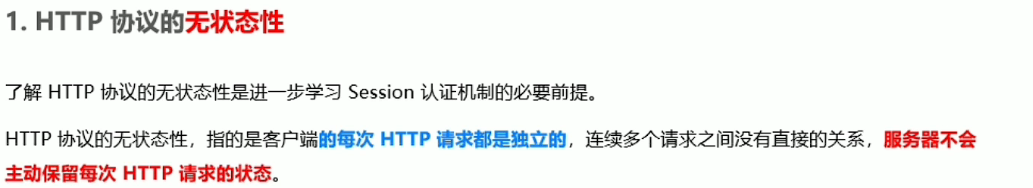 1. HTTP 协议的无状态性
了解 HTTP 协议的无状态性是进一步学习 Session 认证机制的必要前提。
HTTP 协议的无状态性，指的是客户端的每次 HTTP 请求都是独立的，连续多个请求之间没有直接的关系，服务器不会
主动保留每次 HTTP 请求的状态。